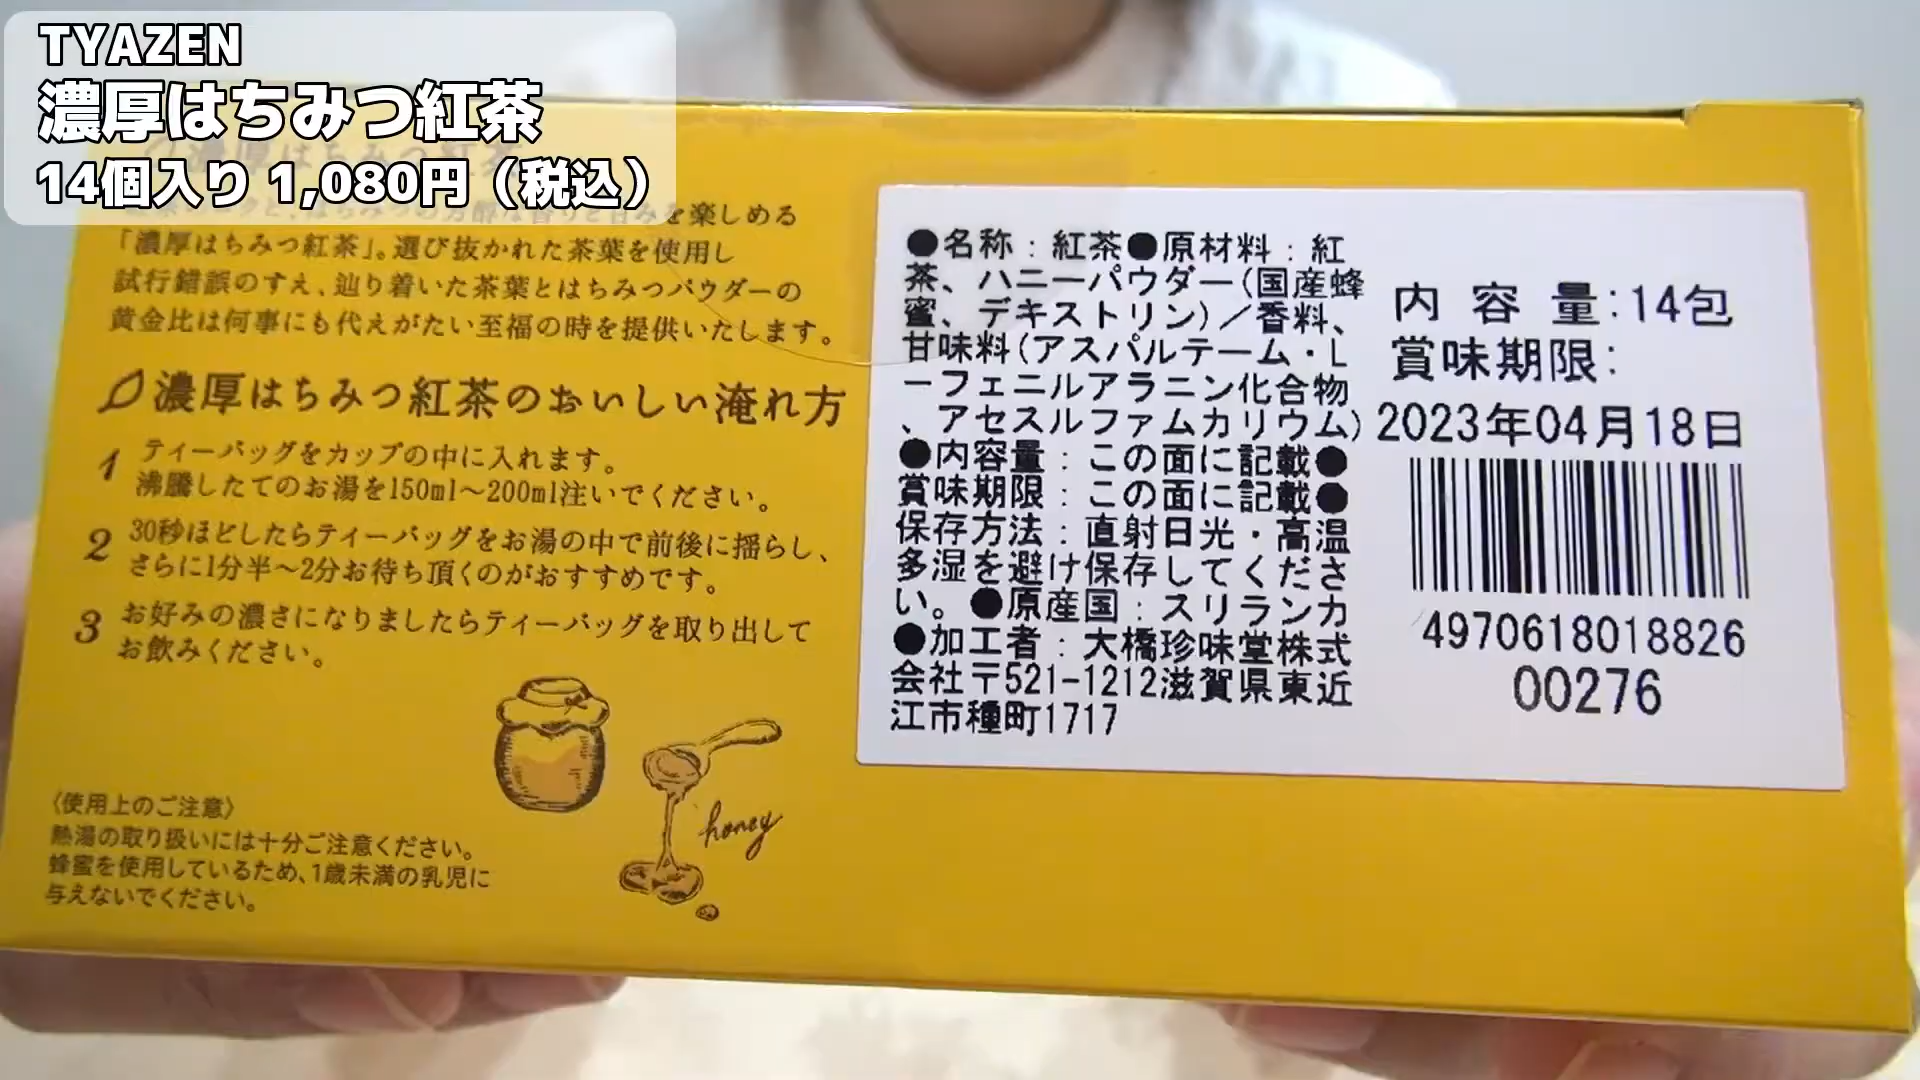 TYAZEN
濃厚はちみつ紅茶
14個入り 1,080円（税込）
を楽しめる
「濃厚はちみつ紅茶」。選び抜かれた茶葉を使用し
試行錯誤のすえ、辿り着いた茶葉とはちみつパウダーの
黄金比は何事にも代えがたい至福の時を提供いたします。
濃厚はちみつ紅茶のおいしい淹れ方
1 ティーバッグをカップの中に入れます。
沸騰したてのお湯を150ml〜200ml注いでください。
2 30秒ほどしたらティーバッグをお湯の中で前後に揺らし、
さらに1分半〜2分お待ち頂くのがおすすめです。
3 お好みの濃さになりましたらティーバッグを取り出して
お飲みください。
honey
〈使用上のご注意〉
熱湯の取り扱いには十分ご注意ください。
蜂蜜を使用しているため、1歳未満の乳児に
与えないでください。
●名称：紅茶●原材料：紅
茶、ハニーパウダー(国産蜂
蜜、デキストリン)／香料、
甘味料(アスパルテーム・L
−フェニルアラニン化合物
、アセスルファムカリウム)
●内容量：この面に記載●
賞味期限：この面に記載●
保存方法：直射日光・高温
多湿を避け保存してくださ
い。●原産国：スリランカ
●加工者：大橋珍味堂株式
会社〒521-1212滋賀県東近
江市種町1717
内容量:14包
賞味期限:
2023年04月18日
4970618018826
00276